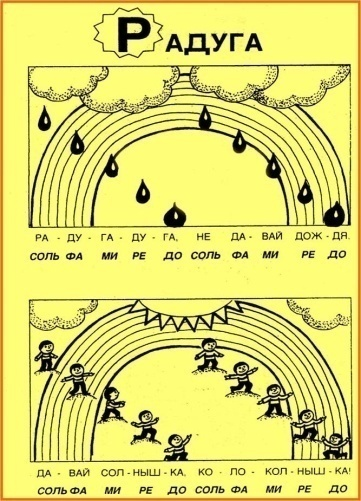 РАДУГА
РА - ДУ - ГА - ДУ - ГА, НЕ ДА - ВАЙ ДОЖ - ДЯ.
СОЛЬ ФА МИ РЕ ДО СОЛЬ ФА МИ РЕ ДО
ДА - ВАЙ СОЛ - НЫШ - КА, КО - ЛО - КОЛ - НЫШ - КА!
СОЛЬ ФА МИ РЕ ДО СОЛЬ ФА МИ РЕ ДО